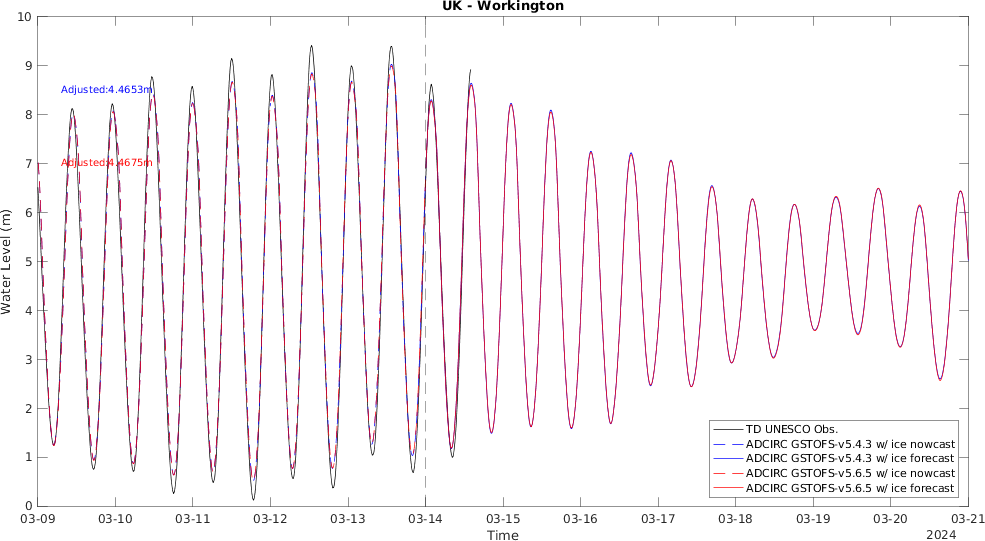 UK - Workington
10
9
8
7
6
5
4
3
2
1
0
Water Level (m)
Adjusted:4.4653m
Adjusted:4.4675m
TD UNESCO Obs.
ADCIRC GSTOFS-v5.4.3 w/ ice nowcast
ADCIRC GSTOFS-v5.4.3 w/ ice forecast
ADCIRC GSTOFS-v5.6.5 w/ ice nowcast
ADCIRC GSTOFS-v5.6.5 w/ ice forecast
03-09 03-10 03-11 03-12 03-13 03-14 03-15 03-16 03-17 03-18 03-19 03-20 03-21
Time
2024